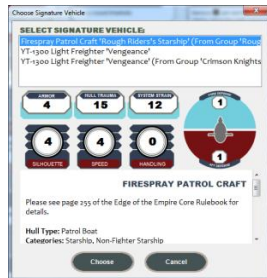 Choose Signature Vehicle
SELECT SIGNATURE VEHICLE:
Firespray Patrol Craft 'Rough Riders's Starship' (From Group 'Roug
YT-1300 Light Freighter 'Vengeance'
YT-1300 Light Freighter 'Vengeance' (From Group 'Crimson Knights
ARMOR HULL TRAUMA SYSTEM STRAIN
4 15 12 1
4 4 0
SILHOUETTE SPEED HANDLING 1
FIRESPRAY PATROL CRAFT
Please see page 255 of the Edge of the Empire Core Rulebook for
details.
Hull Type: Patrol Boat
Categories: Starship, Non-Fighter Starship
Choose Cancel